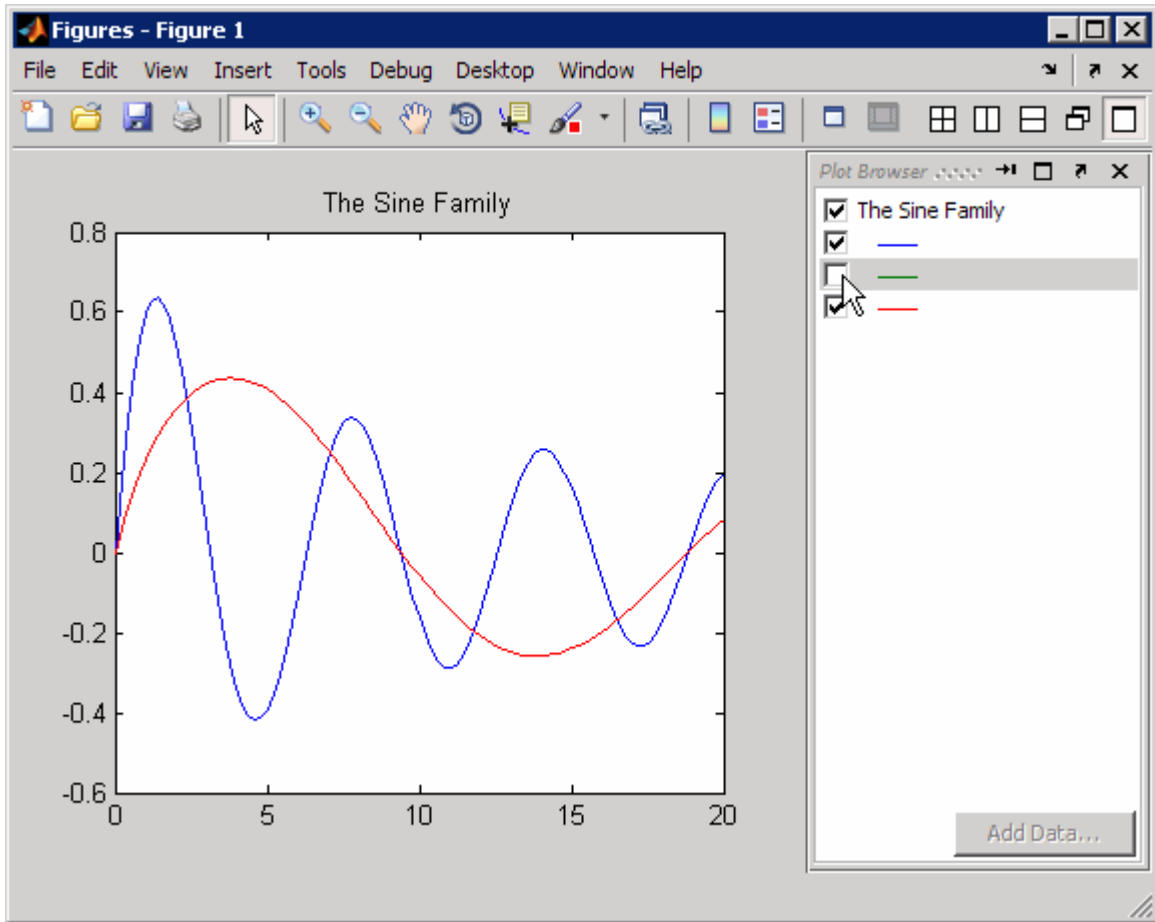 Figures - Figure 1
File Edit View Insert Tools Debug Desktop Window Help
Plot Browser
The Sine Family
The Sine Family
0.8
0.6
0.4
0.2
0
-0.2
-0.4
-0.6
0 5 10 15 20
Add Data...